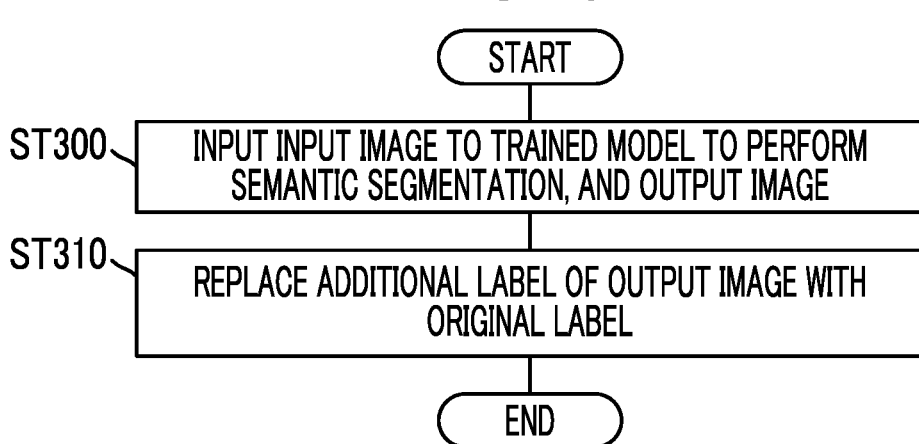 START
ST300
INPUT INPUT IMAGE TO TRAINED MODEL TO PERFORM
SEMANTIC SEGMENTATION, AND OUTPUT IMAGE
ST310
REPLACE ADDITIONAL LABEL OF OUTPUT IMAGE WITH
ORIGINAL LABEL
END